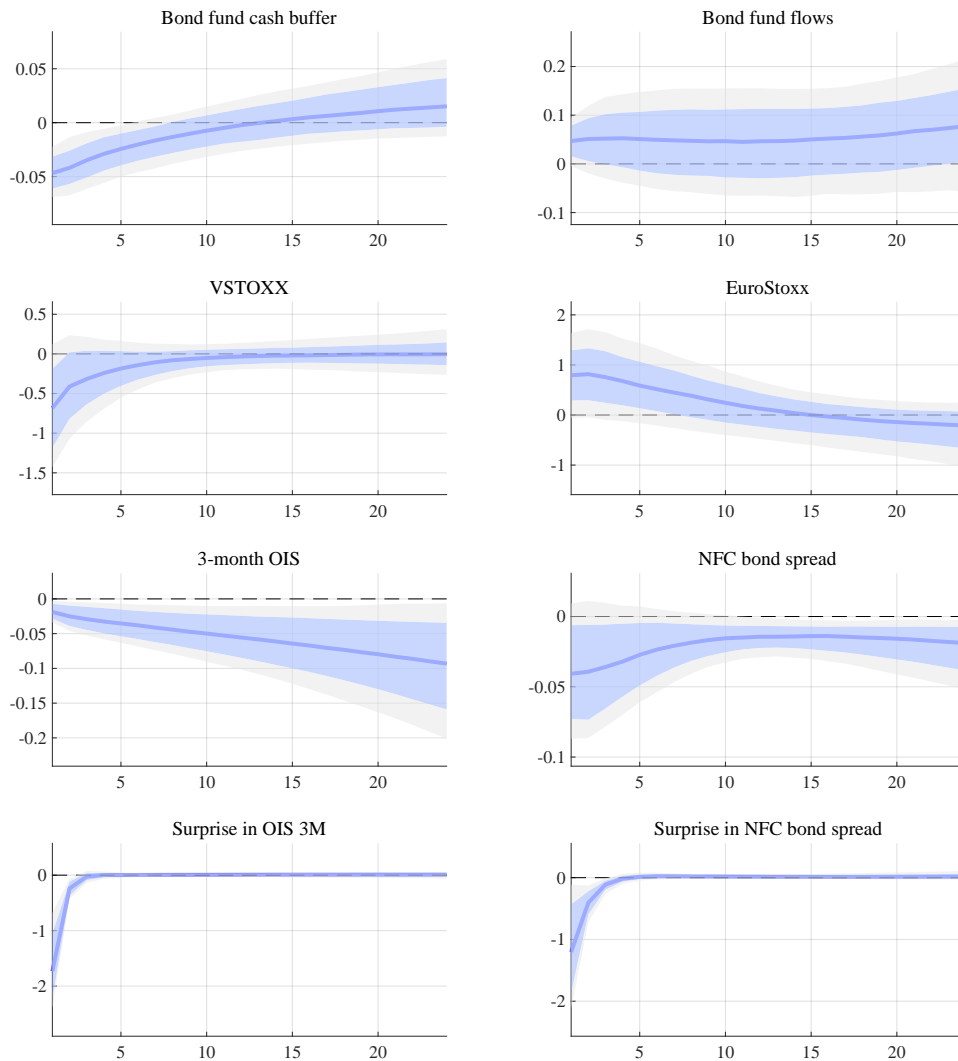 Bond fund cash buffer
0.05
0
-0.05
5 10 15 20
Bond fund flows
0.2
0.1
0
-0.1
5 10 15 20
VSTOXX
0.5
0
-0.5
-1
-1.5
5 10 15 20
EuroStoxx
2
1
0
-1
5 10 15 20
3-month OIS
0
-0.05
-0.1
-0.15
-0.2
5 10 15 20
NFC bond spread
0
-0.05
-0.1
5 10 15 20
Surprise in OIS 3M
0
-1
-2
5 10 15 20
Surprise in NFC bond spread
0
-1
-2
5 10 15 20